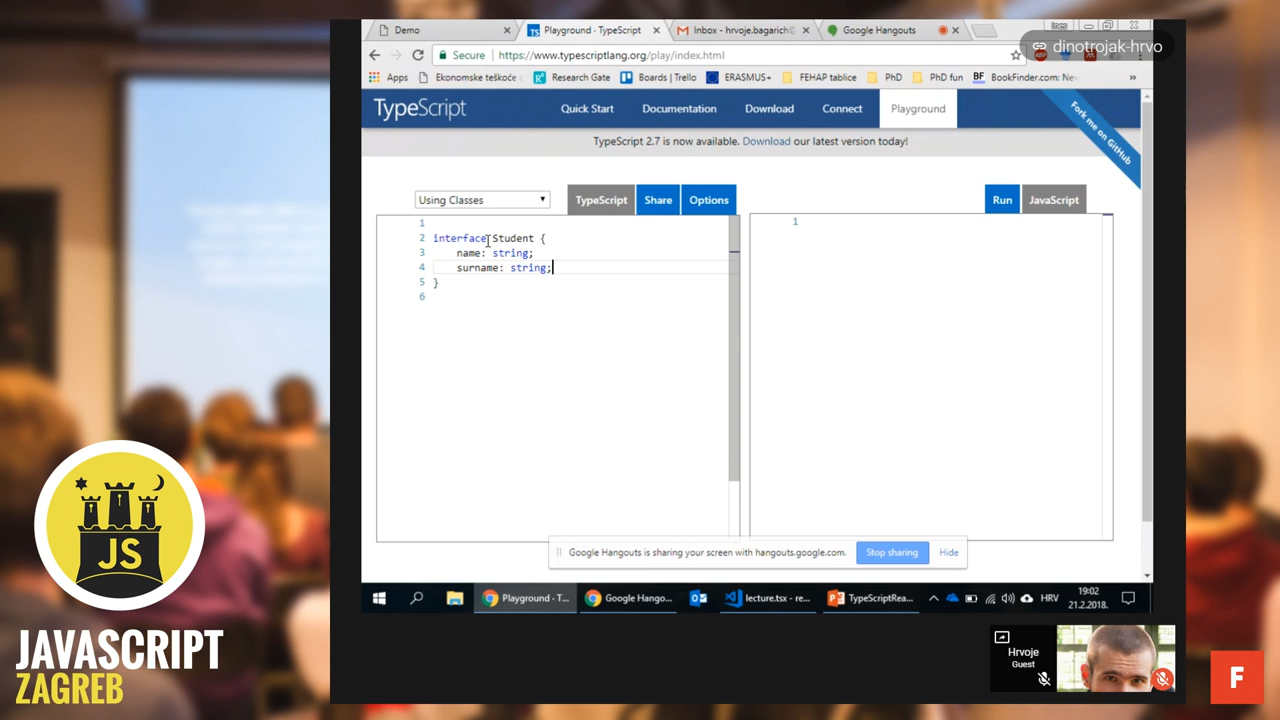 Demo
Playground · TypeScript
Inbox - hrvoje.bagarich@
Google Hangouts
Ines
dinotrojak-hrvo
Secure
https://www.typescriptlang.org/play/index.html
Apps
Ekonomske teškoće
Research Gate
Boards | Trello
ERASMUS+
FEHAP tablice
PhD
PhD fun
BF BookFinder.com: Ne
»
TypeScript
Quick Start
Documentation
Download
Connect
Playground
Fork me on GitHub
TypeScript 2.7 is now available. Download our latest version today!
Using Classes
TypeScript
Share
Options
Run
JavaScript
1
2 interface Student {
3 name: string;
4 surname: string;
5 }
6
1
Google Hangouts is sharing your screen with hangouts.google.com.
Stop sharing
Hide
Playground · T...
Google Hango...
lecture.tsx - re...
TypeScriptRea...
HRV
19:02
21.2.2018.
Hrvoje
Guest
JS
JAVASCRIPT
ZAGREB
F